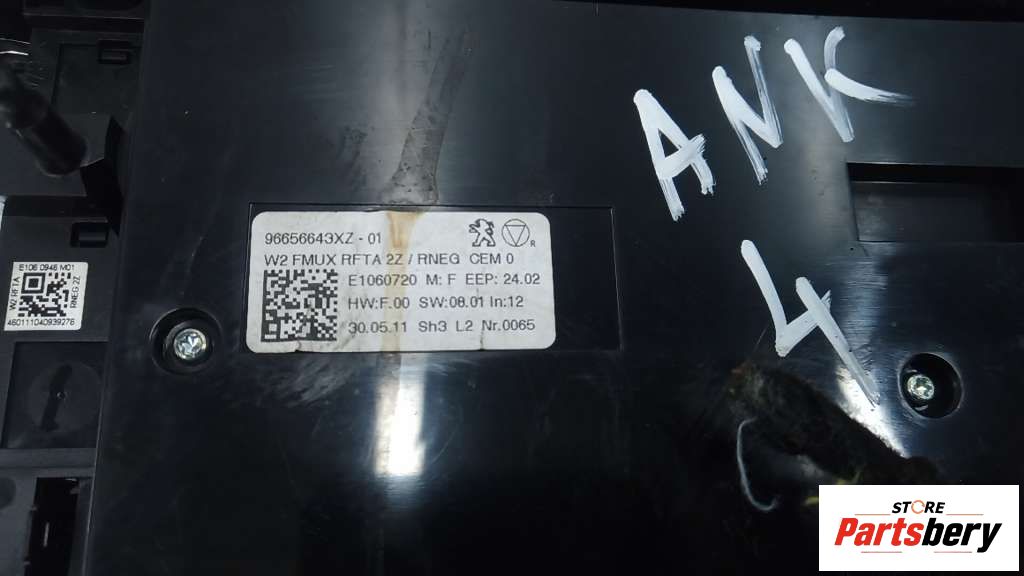 ANK
4
96656643XZ - 01
W2 FMUX RFTA 2Z / RNEG CEM 0
E1060720 M: F EEP: 24.02
HW:F.00 SW:08.01 In:12
30.05.11 Sh3 L2 Nr.0065
R
E106 0946 M01
W2 RFTA
RNEG 2Z
460111040939276
STORE
Partsbery